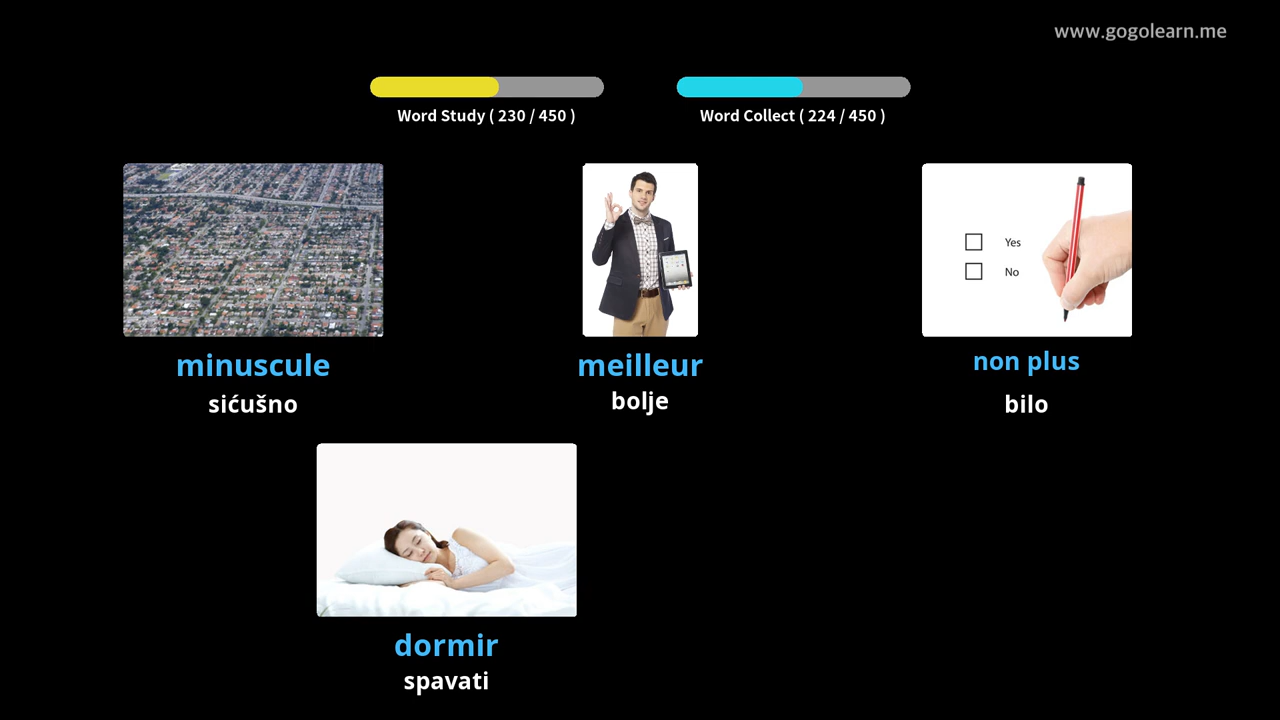 www.gogolearn.me
Word Study ( 230 / 450 )
Word Collect ( 224 / 450 )
Yes
No
minuscule
sićušno
meilleur
bolje
non plus
bilo
dormir
spavati